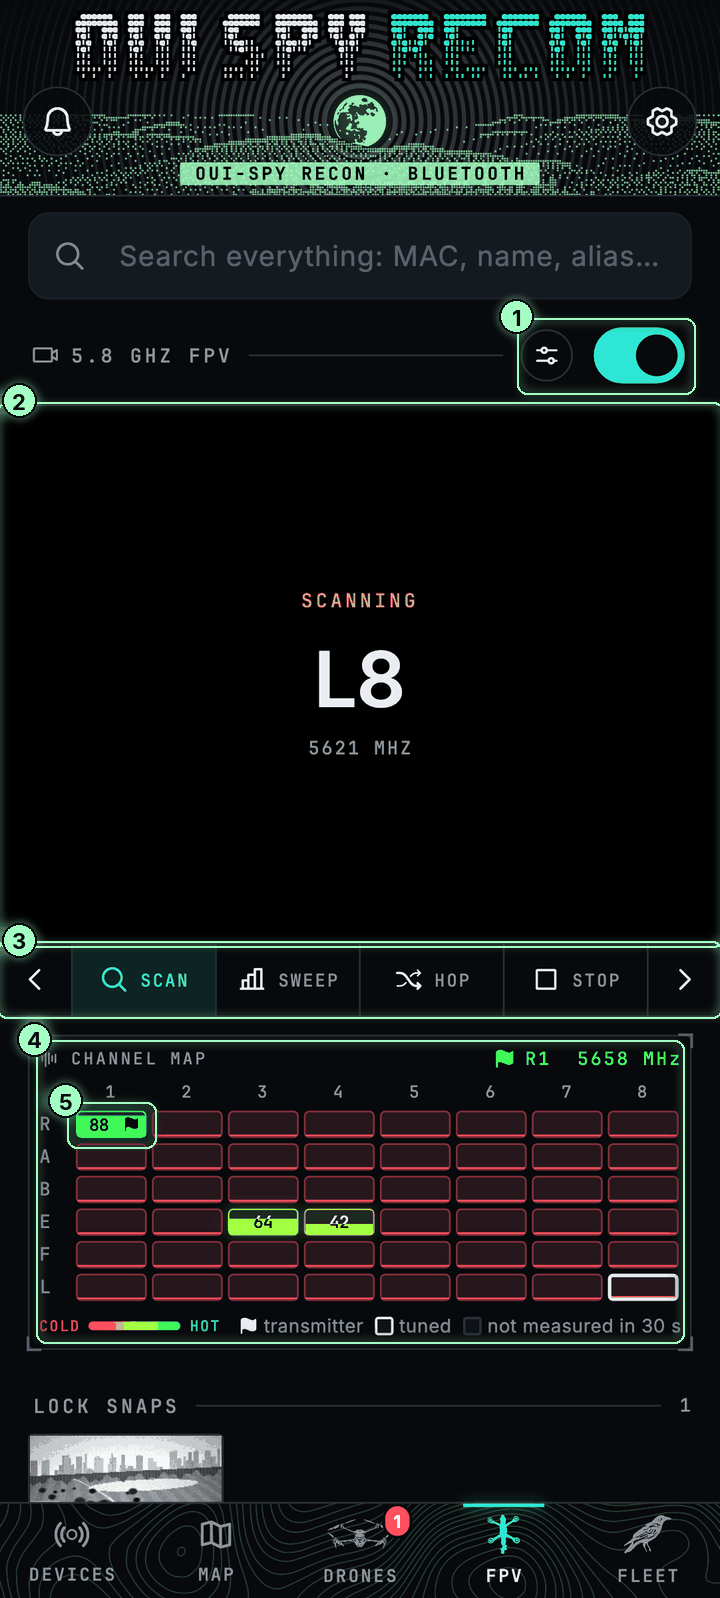 OUI SPY RECON
OUI-SPY RECON · BLUETOOTH
Search everything: MAC, name, alias...
1
5.8 GHZ FPV
2
SCANNING
L8
5621 MHZ
3
SCAN SWEEP HOP STOP
4
CHANNEL MAP R1 5658 MHz
1 2 3 4 5 6 7 8
5
R 88
A
B
E 64 42
F
L
COLD HOT transmitter tuned not measured in 30 s
LOCK SNAPS 1
1
DEVICES MAP DRONES FPV FLEET